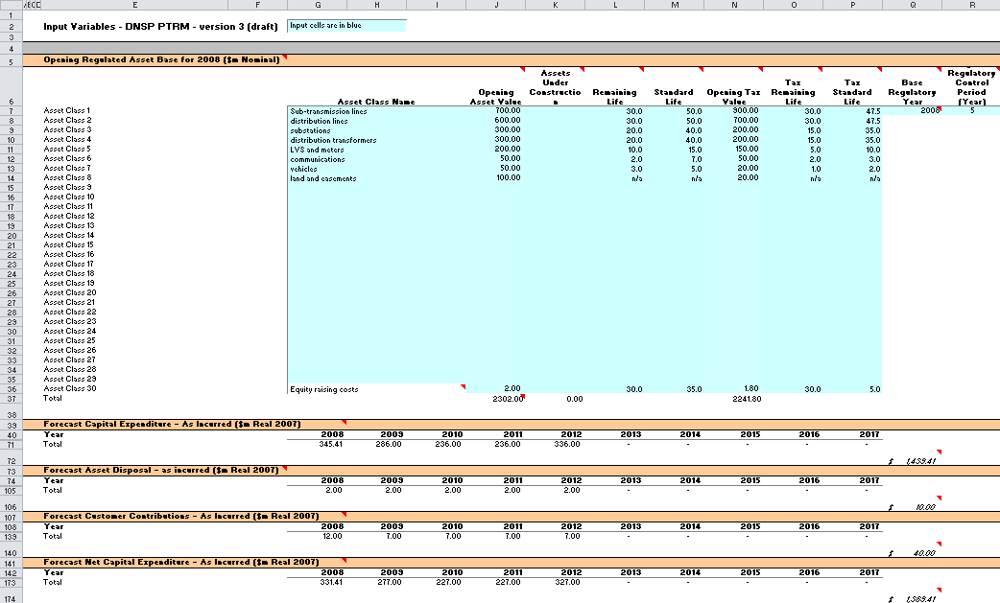 A B C D E F G H I J K L M N O P Q R
1
2 Input Variables - DNSP PTRM - version 3 (draft) Input cells are in blue
3
4
5 Opening Regulated Asset Base for 2008 ($m Nominal)
6 Asset Class Name Opening Asset Value Assets Under Constructio n Remaining Life Standard Life Opening Tax Value Tax Remaining Life Tax Standard Life Base Regulatory Year Regulatory Control Period (Year)
7 Asset Class 1 Sub-transmission lines 700.00 30.0 50.0 900.00 30.0 47.5 2008 5
8 Asset Class 2 distribution lines 600.00 30.0 50.0 700.00 30.0 47.5
9 Asset Class 3 substations 300.00 20.0 40.0 200.00 15.0 35.0
10 Asset Class 4 distribution transformers 300.00 20.0 40.0 200.00 15.0 35.0
11 Asset Class 5 LVS and meters 200.00 10.0 15.0 150.00 5.0 10.0
12 Asset Class 6 communications 50.00 2.0 7.0 50.00 2.0 3.0
13 Asset Class 7 vehicles 50.00 3.0 5.0 20.00 1.0 2.0
14 Asset Class 8 land and easements 100.00 n/a n/a 20.00 n/a n/a
15 Asset Class 9
16 Asset Class 10
17 Asset Class 11
18 Asset Class 12
19 Asset Class 13
20 Asset Class 14
21 Asset Class 15
22 Asset Class 16
23 Asset Class 17
24 Asset Class 18
25 Asset Class 19
26 Asset Class 20
27 Asset Class 21
28 Asset Class 22
29 Asset Class 23
30 Asset Class 24
31 Asset Class 25
32 Asset Class 26
33 Asset Class 27
34 Asset Class 28
35 Asset Class 29
36 Asset Class 30 Equity raising costs 2.00 30.0 35.0 1.80 30.0 5.0
37 Total 2302.00 0.00 2241.80
38
39 Forecast Capital Expenditure – As Incurred ($m Real 2007)
40 Year 2008 2009 2010 2011 2012 2013 2014 2015 2016 2017
71 Total 345.41 286.00 236.00 236.00 336.00 - - - - -
72 $ 1,439.41
73 Forecast Asset Disposal – as incurred ($m Real 2007)
74 Year 2008 2009 2010 2011 2012 2013 2014 2015 2016 2017
105 Total 2.00 2.00 2.00 2.00 2.00 - - - - -
106 $ 10.00
107 Forecast Customer Contributions – As Incurred ($m Real 2007)
108 Year 2008 2009 2010 2011 2012 2013 2014 2015 2016 2017
139 Total 12.00 7.00 7.00 7.00 7.00 - - - - -
140 $ 40.00
141 Forecast Net Capital Expenditure – As Incurred ($m Real 2007)
142 Year 2008 2009 2010 2011 2012 2013 2014 2015 2016 2017
173 Total 331.41 277.00 227.00 227.00 327.00 - - - - -
174 $ 1,389.41